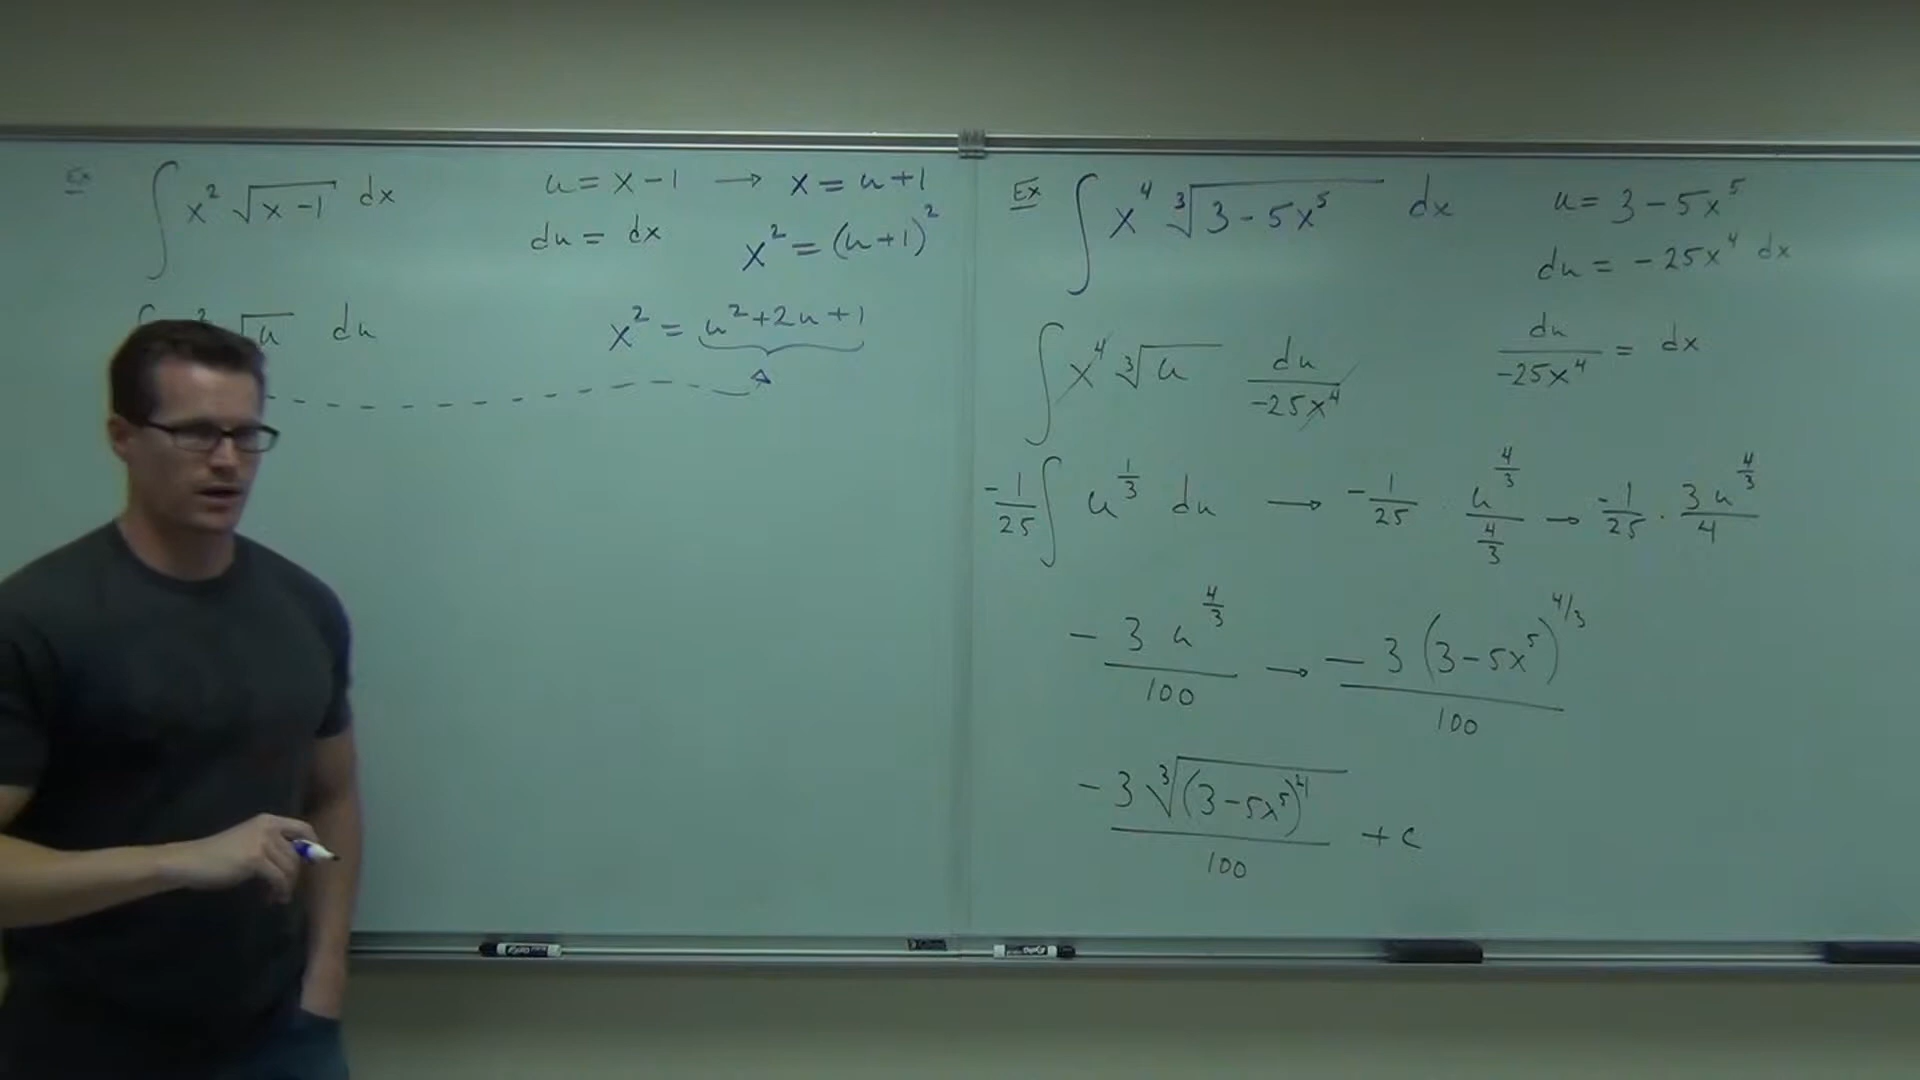 Ex ∫ x² √(x-1) dx
u = x-1 → x = u+1
du = dx
x² = (u+1)²
∫ x² √u du
x² = u²+2u+1
Ex ∫ x⁴ ∛(3-5x⁵) dx
u = 3-5x⁵
du = -25x⁴ dx
du/(-25x⁴) = dx
∫ x⁴ ∛u du/(-25x⁴)
-1/25 ∫ u^(1/3) du → -1/25 · u^(4/3)/(4/3) → -1/25 · 3u^(4/3)/4
-3u^(4/3)/100 → -3(3-5x⁵)^(4/3)/100
-3∛((3-5x⁵)⁴)/100 + c